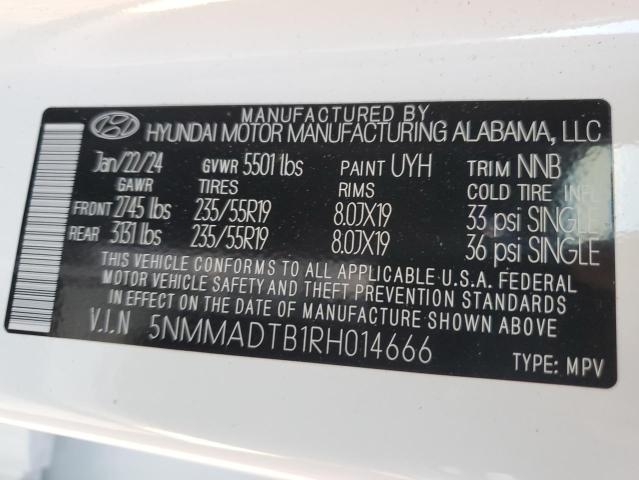 MANUFACTURED BY
HYUNDAI MOTOR MANUFACTURING ALABAMA, LLC
Jan/22/24 GVWR 5501 lbs PAINT UYH TRIM NNB
GAWR TIRES RIMS COLD TIRE INFL
FRONT 2745 lbs 235/55R19 8.0JX19 33 psi SINGLE
REAR 3131 lbs 235/55R19 8.0JX19 36 psi SINGLE
THIS VEHICLE CONFORMS TO ALL APPLICABLE U.S.A. FEDERAL
MOTOR VEHICLE SAFETY AND THEFT PREVENTION STANDARDS
IN EFFECT ON THE DATE OF MANUFACTURE SHOWN ABOVE.
V.I.N 5NMMADTB1RH014666
TYPE: MPV